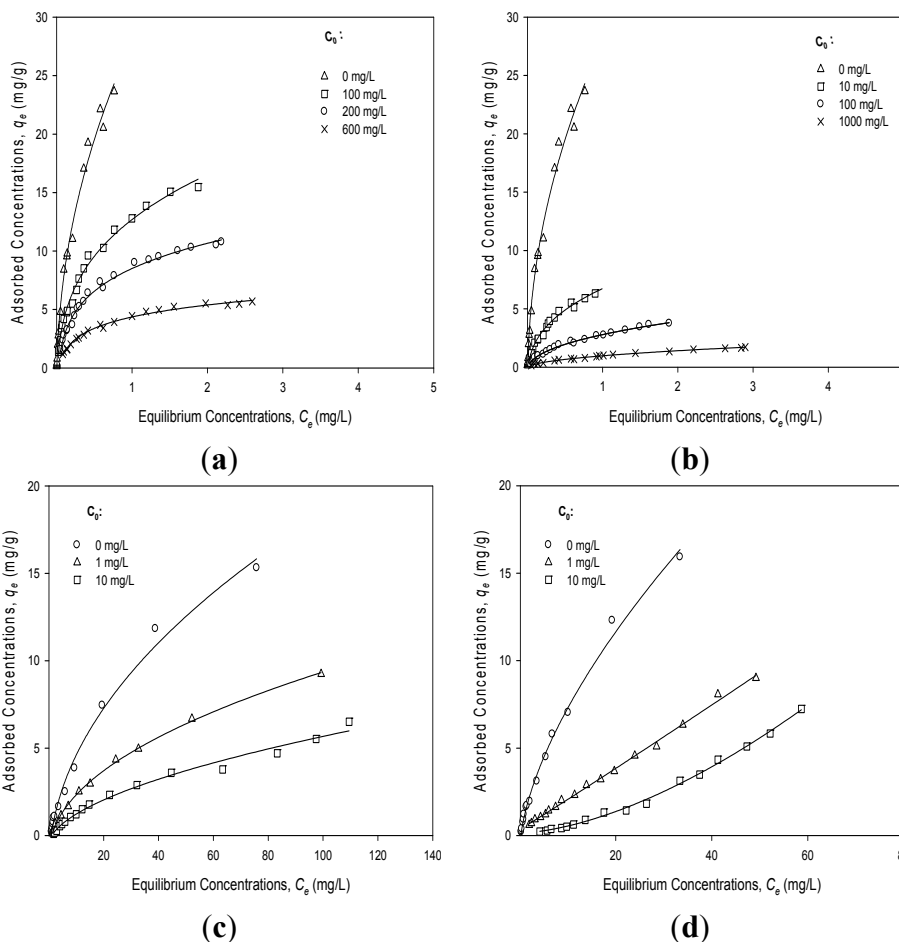 30
25
20
15
10
5
0
Adsorbed Concentrations, qₑ (mg/g)
C₀ :
△ 0 mg/L
□ 100 mg/L
○ 200 mg/L
× 600 mg/L
1 2 3 4 5
Equilibrium Concentrations, Cₑ (mg/L)
(a)
30
25
20
15
10
5
0
Adsorbed Concentrations, qₑ (mg/g)
C₀ :
△ 0 mg/L
□ 10 mg/L
○ 100 mg/L
× 1000 mg/L
1 2 3 4
Equilibrium Concentrations, Cₑ (mg/L)
(b)
20
15
10
5
0
Adsorbed Concentrations, qₑ (mg/g)
C₀:
○ 0 mg/L
△ 1 mg/L
□ 10 mg/L
20 40 60 80 100 120 140
Equilibrium Concentrations, Cₑ (mg/L)
(c)
20
15
10
5
0
Adsorbed Concentrations, qₑ (mg/g)
C₀:
○ 0 mg/L
△ 1 mg/L
□ 10 mg/L
20 40 60
Equilibrium Concentrations, Cₑ (mg/L)
(d)